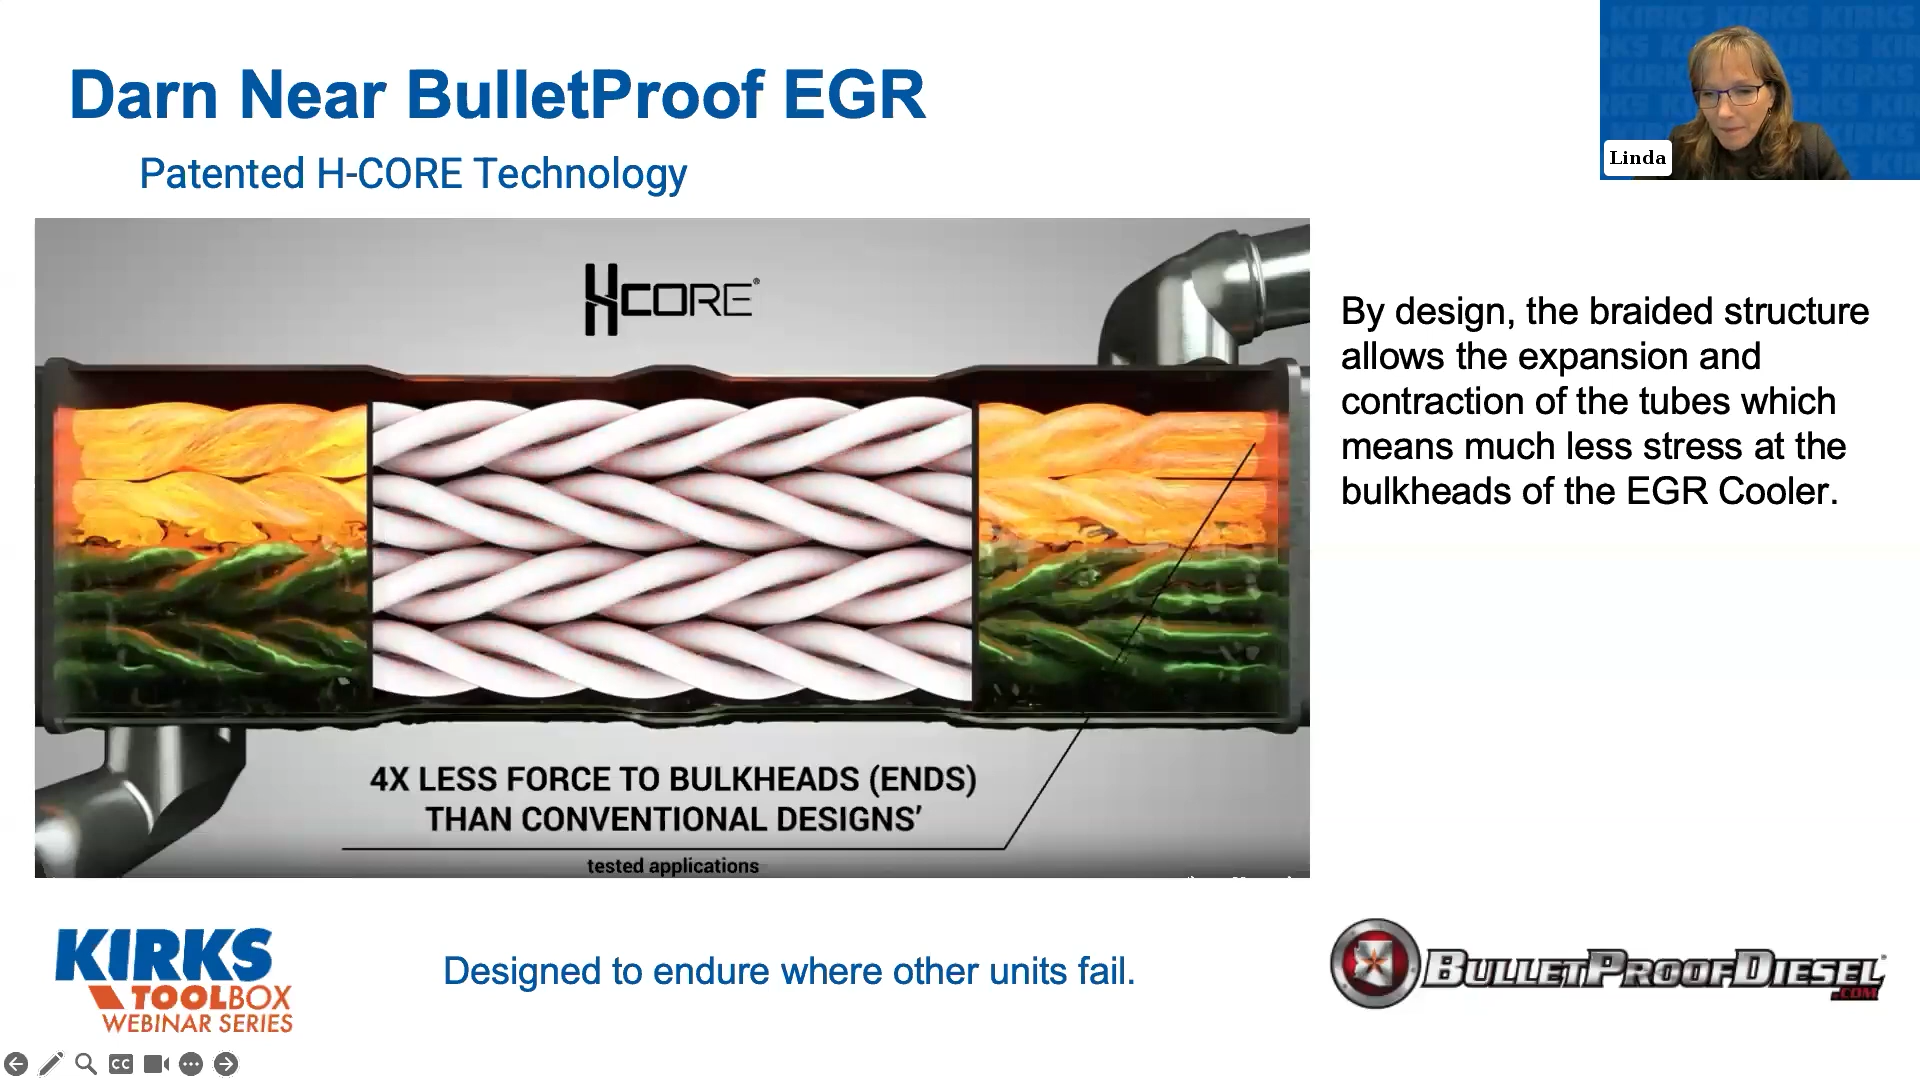 Darn Near BulletProof EGR
Patented H-CORE Technology
Linda
HCORE®
By design, the braided structure
allows the expansion and
contraction of the tubes which
means much less stress at the
bulkheads of the EGR Cooler.
4X LESS FORCE TO BULKHEADS (ENDS)
THAN CONVENTIONAL DESIGNS’
tested applications
KIRKS
TOOLBOX
WEBINAR SERIES
Designed to endure where other units fail.
BULLETPROOFDIESEL
.COM
CC